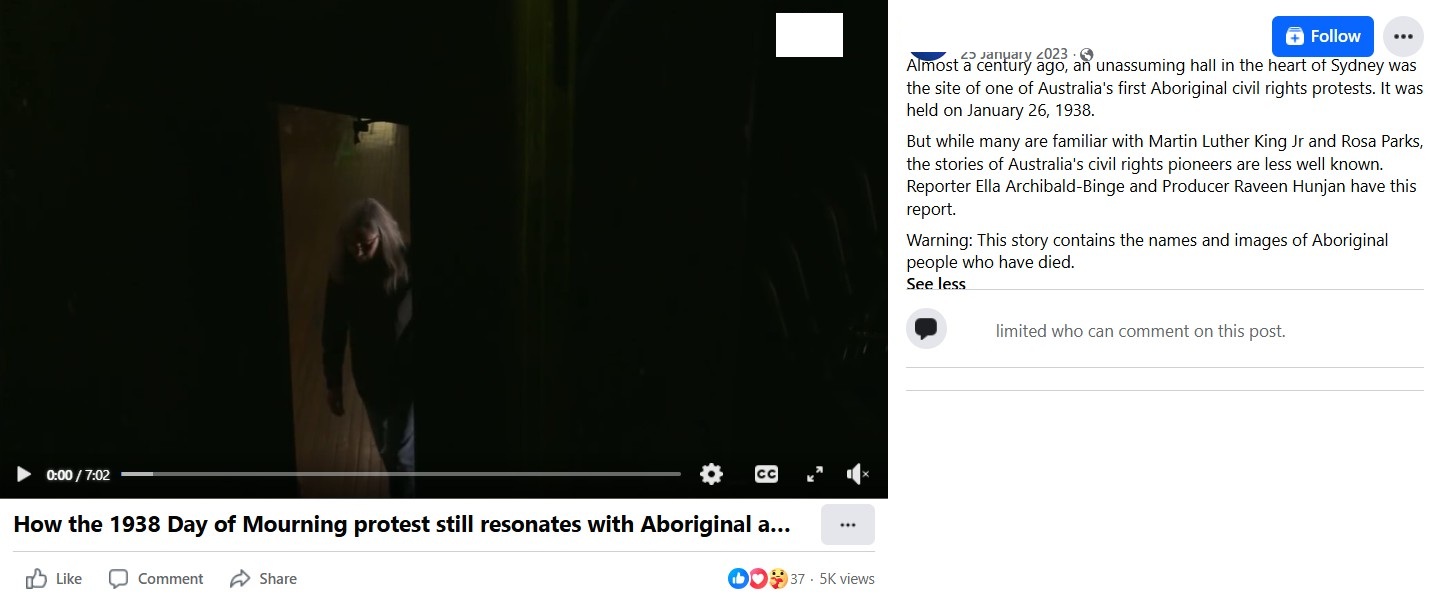 Follow
25 January 2023
Almost a century ago, an unassuming hall in the heart of Sydney was
the site of one of Australia's first Aboriginal civil rights protests. It was
held on January 26, 1938.
But while many are familiar with Martin Luther King Jr and Rosa Parks,
the stories of Australia's civil rights pioneers are less well known.
Reporter Ella Archibald-Binge and Producer Raveen Hunjan have this
report.
Warning: This story contains the names and images of Aboriginal
people who have died.
See less
limited who can comment on this post.
0:00 / 7:02
CC
How the 1938 Day of Mourning protest still resonates with Aboriginal a...
Like
Comment
Share
37 · 5K views